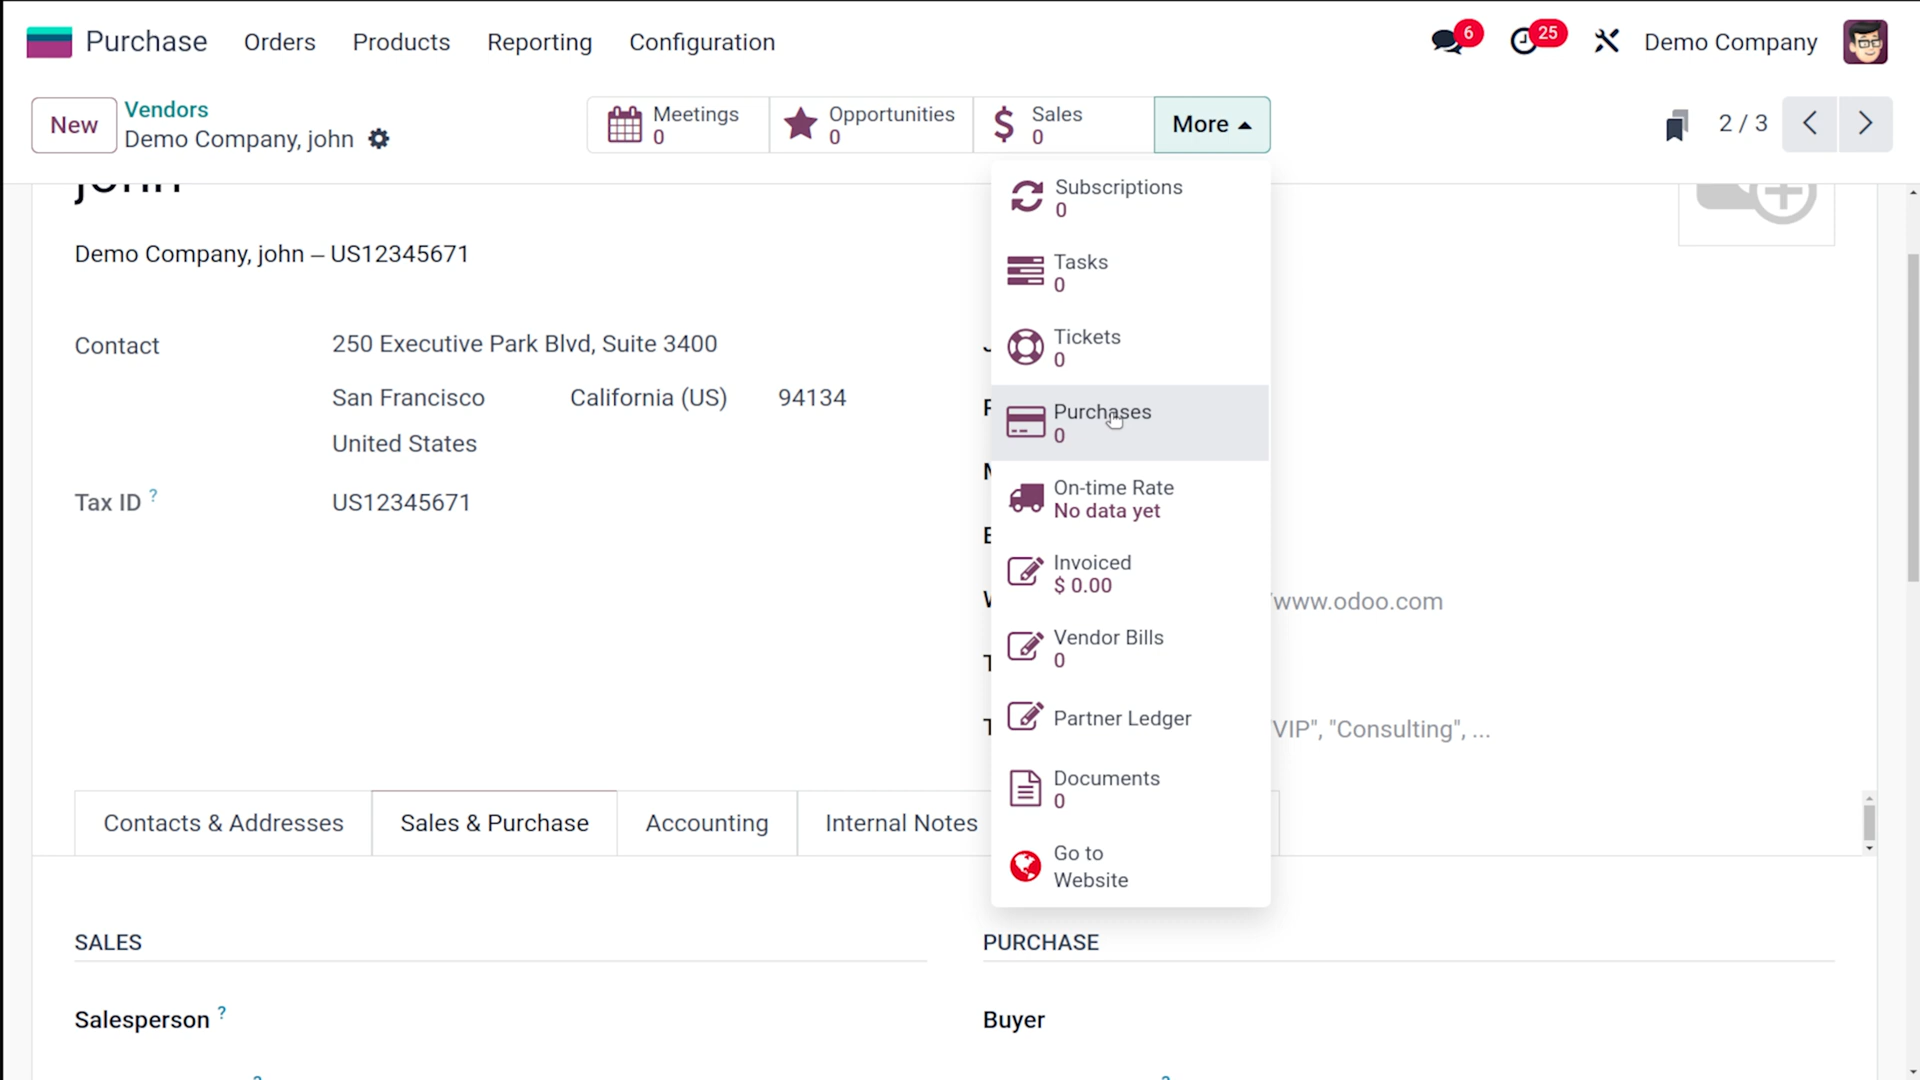 Purchase Orders Products Reporting Configuration 6 25 Demo Company
New Vendors
Demo Company, john
Meetings 0
Opportunities 0
Sales 0
More
2 / 3
john
Demo Company, john – US12345671
Contact 250 Executive Park Blvd, Suite 3400
San Francisco California (US) 94134
United States
Tax ID ? US12345671
Subscriptions
0
Tasks
0
Tickets
0
Purchases
0
On-time Rate
No data yet
Invoiced
$ 0.00
Vendor Bills
0
Partner Ledger
Documents
0
Go to
Website
www.odoo.com
VIP", "Consulting", ...
Contacts & Addresses Sales & Purchase Accounting Internal Notes
SALES PURCHASE
Salesperson ? Buyer